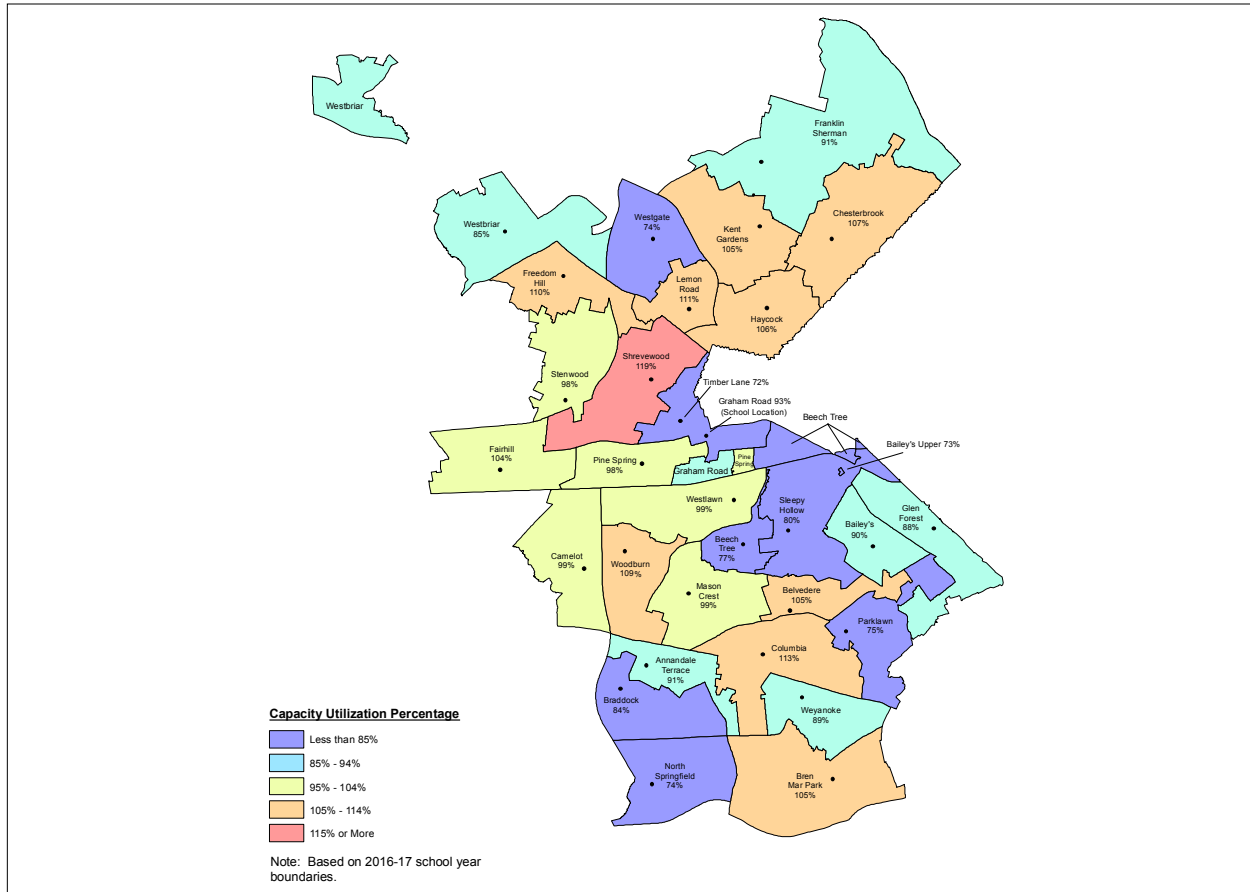 Westbriar
Franklin
Sherman
91%
Chesterbrook
107%
Westbriar
85%
Westgate
74%
Kent
Gardens
105%
Freedom
Hill
110%
Lemon
Road
111%
Haycock
106%
Shrevewood
119%
Stenwood
98%
Timber Lane 72%
Graham Road 93%
(School Location)
Beech Tree
Bailey's Upper 73%
Fairhill
104%
Pine Spring
98%
Graham Road
Pine
Spring
Westlawn
99%
Sleepy
Hollow
80%
Glen
Forest
88%
Bailey's
90%
Beech
Tree
77%
Camelot
99%
Woodburn
109%
Mason
Crest
99%
Belvedere
105%
Parklawn
75%
Columbia
113%
Annandale
Terrace
91%
Braddock
84%
Weyanoke
89%
North
Springfield
74%
Bren
Mar Park
105%
Capacity Utilization Percentage
Less than 85%
85% - 94%
95% - 104%
105% - 114%
115% or More
Note: Based on 2016-17 school year
boundaries.